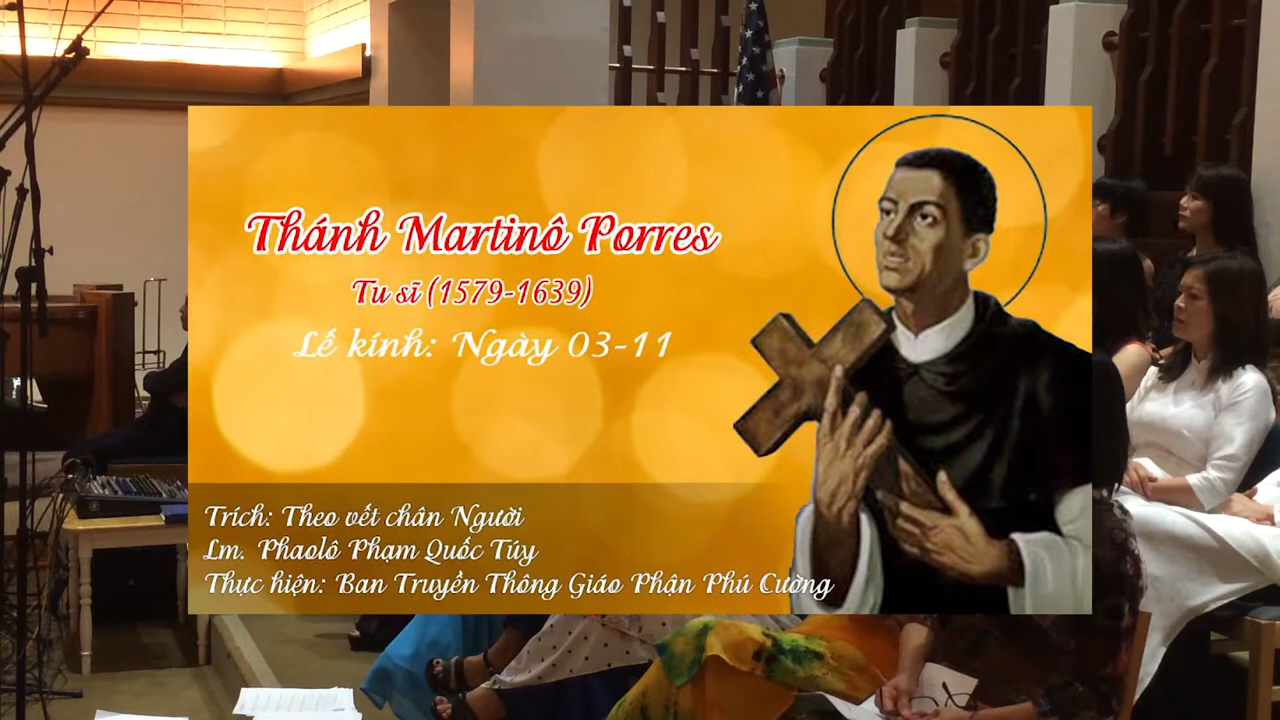 Thánh Martinô Porres
Tu sĩ (1579-1639)
Lế kính: Ngày 03-11
Trích: Theo vết chân Người
Lm. Phaolô Phạm Quốc Túy
Thực hiện: Ban Truyền Thông Giáo Phận Phú Cường